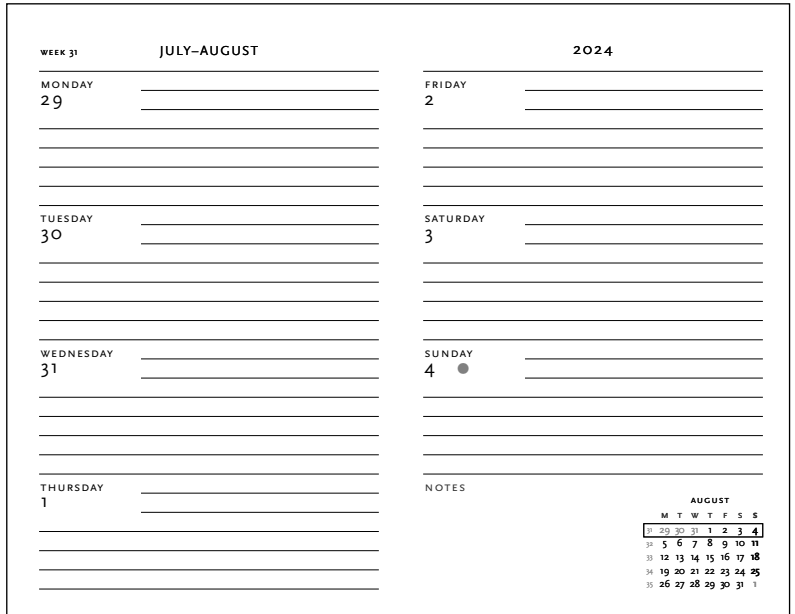 WEEK 31 JULY–AUGUST
MONDAY
29
TUESDAY
30
WEDNESDAY
31
THURSDAY
1
2024
FRIDAY
2
SATURDAY
3
SUNDAY
4
NOTES
AUGUST
M T W T F S S
31 29 30 31 1 2 3 4
32 5 6 7 8 9 10 11
33 12 13 14 15 16 17 18
34 19 20 21 22 23 24 25
35 26 27 28 29 30 31 1